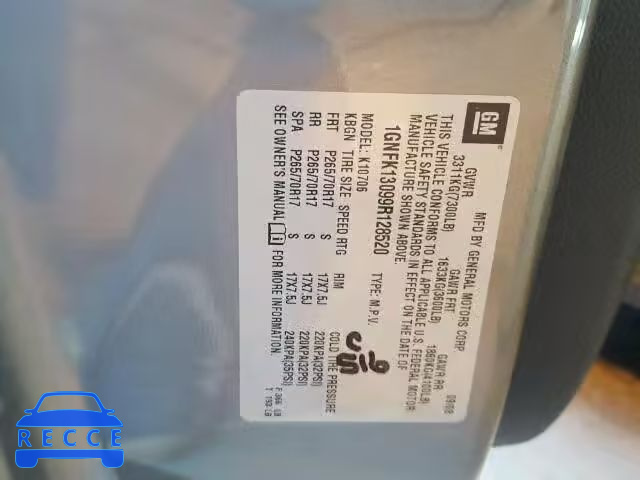 GM
MFD BY GENERAL MOTORS CORP
GVWR GAWR FRT GAWR RR
3311KG(7300LB) 1633KG(3600LB) 1860KG(4100LB)
THIS VEHICLE CONFORMS TO ALL APPLICABLE U.S. FEDERAL MOTOR
VEHICLE SAFETY STANDARDS IN EFFECT ON THE DATE OF
MANUFACTURE SHOWN ABOVE.
1GNFK13099R128520
TYPE: M.P.V.
MODEL: K10706
KBGN TIRE SIZE SPEED RTG RIM COLD TIRE PRESSURE
FRT P265/70R17 S 17X7.5J 220KPA(32PSI)
RR P265/70R17 S 17X7.5J 220KPA(32PSI)
SPA P265/70R17 S 17X7.5J 240KPA(35PSI)
SEE OWNER'S MANUAL FOR MORE INFORMATION.
RECCE